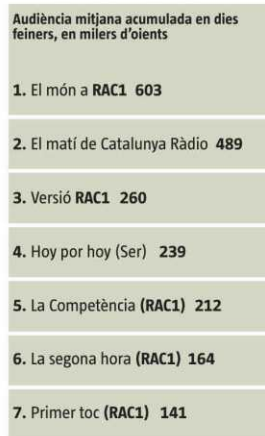 Audiència mitjana acumulada en dies
feiners, en milers d'oients
1. El món a RAC1 603
2. El matí de Catalunya Ràdio 489
3. Versió RAC1 260
4. Hoy por hoy (Ser) 239
5. La Competència (RAC1) 212
6. La segona hora (RAC1) 164
7. Primer toc (RAC1) 141